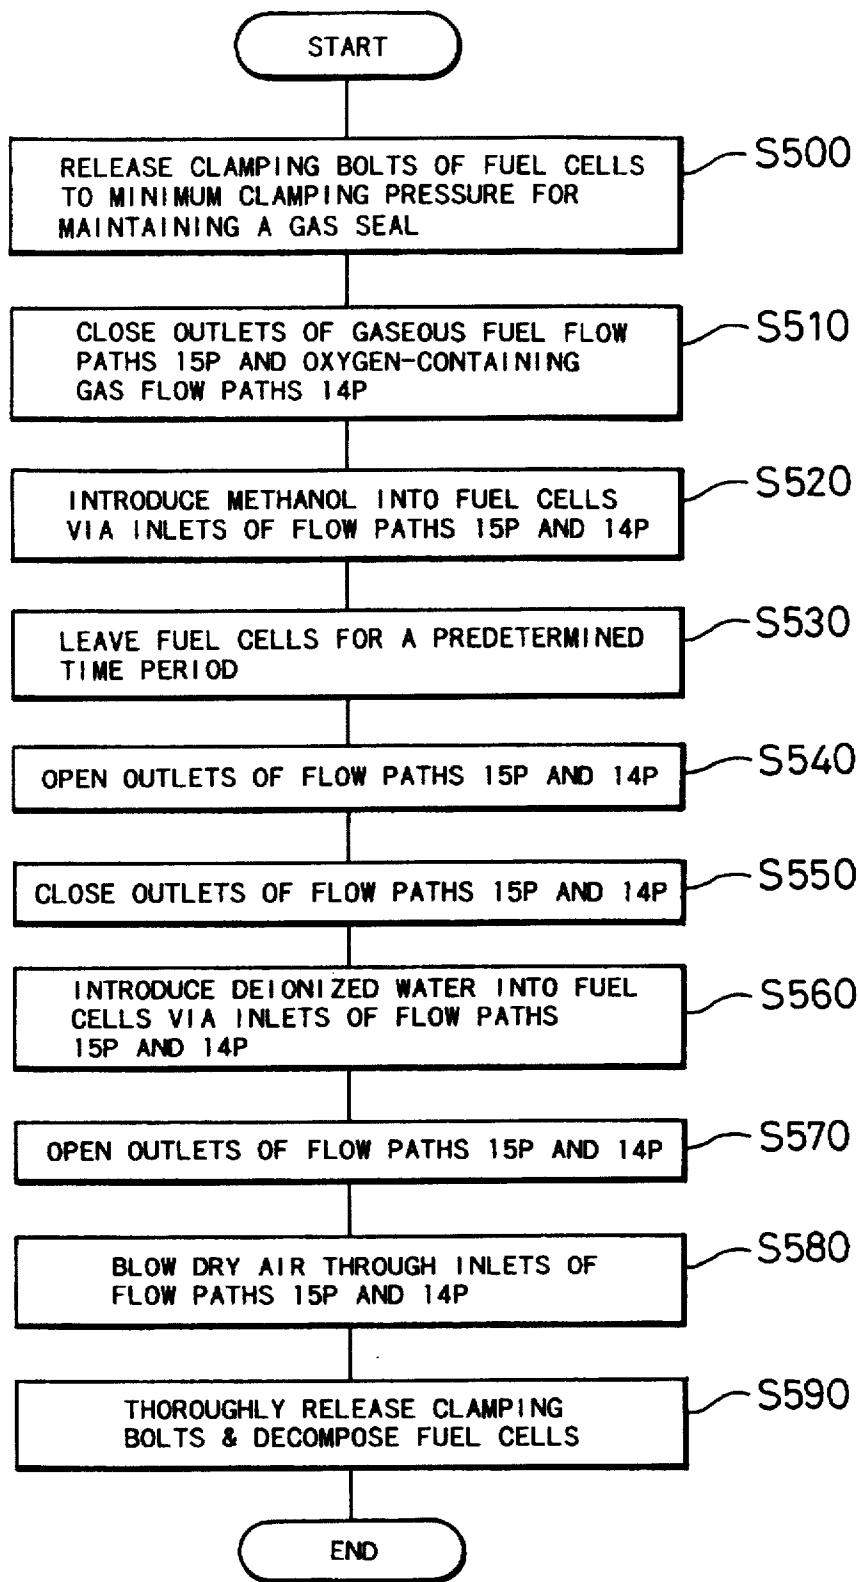 START
RELEASE CLAMPING BOLTS OF FUEL CELLS
TO MINIMUM CLAMPING PRESSURE FOR
MAINTAINING A GAS SEAL
S500
CLOSE OUTLETS OF GASEOUS FUEL FLOW
PATHS 15P AND OXYGEN-CONTAINING
GAS FLOW PATHS 14P
S510
INTRODUCE METHANOL INTO FUEL CELLS
VIA INLETS OF FLOW PATHS 15P AND 14P
S520
LEAVE FUEL CELLS FOR A PREDETERMINED
TIME PERIOD
S530
OPEN OUTLETS OF FLOW PATHS 15P AND 14P
S540
CLOSE OUTLETS OF FLOW PATHS 15P AND 14P
S550
INTRODUCE DEIONIZED WATER INTO FUEL
CELLS VIA INLETS OF FLOW PATHS
15P AND 14P
S560
OPEN OUTLETS OF FLOW PATHS 15P AND 14P
S570
BLOW DRY AIR THROUGH INLETS OF
FLOW PATHS 15P AND 14P
S580
THOROUGHLY RELEASE CLAMPING
BOLTS & DECOMPOSE FUEL CELLS
S590
END